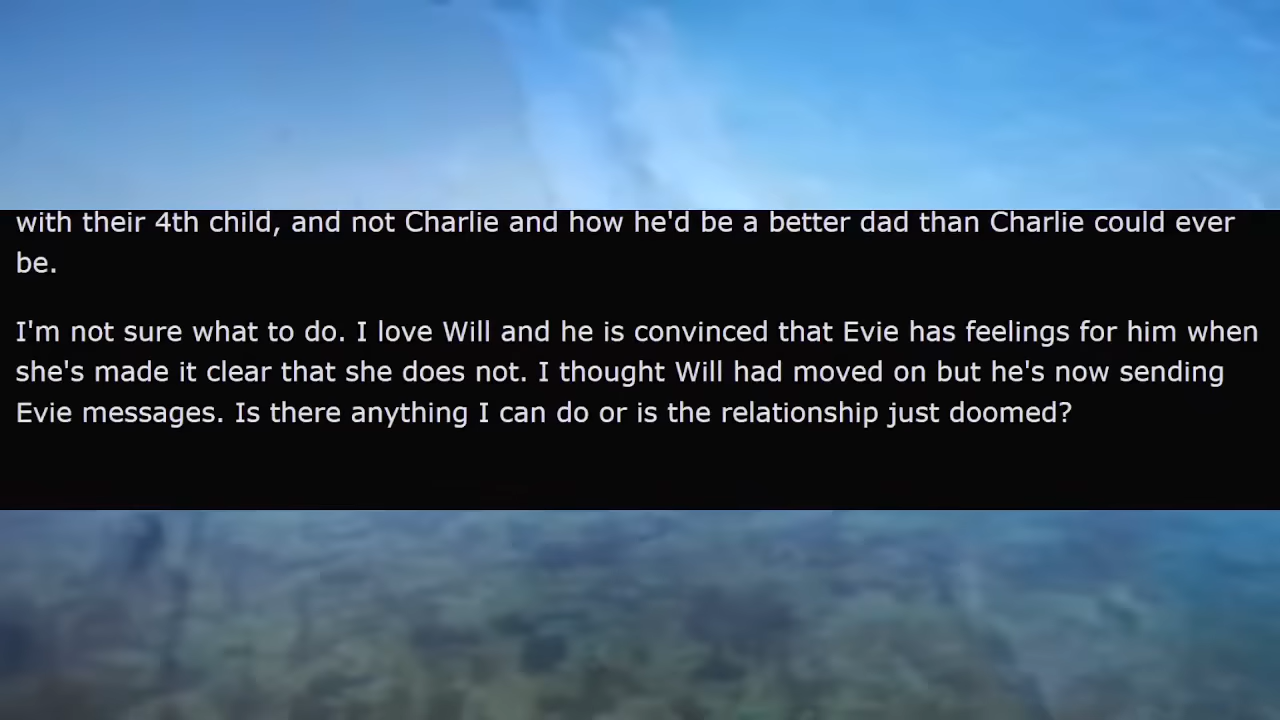 with their 4th child, and not Charlie and how he'd be a better dad than Charlie could ever
be.
I'm not sure what to do. I love Will and he is convinced that Evie has feelings for him when
she's made it clear that she does not. I thought Will had moved on but he's now sending
Evie messages. Is there anything I can do or is the relationship just doomed?